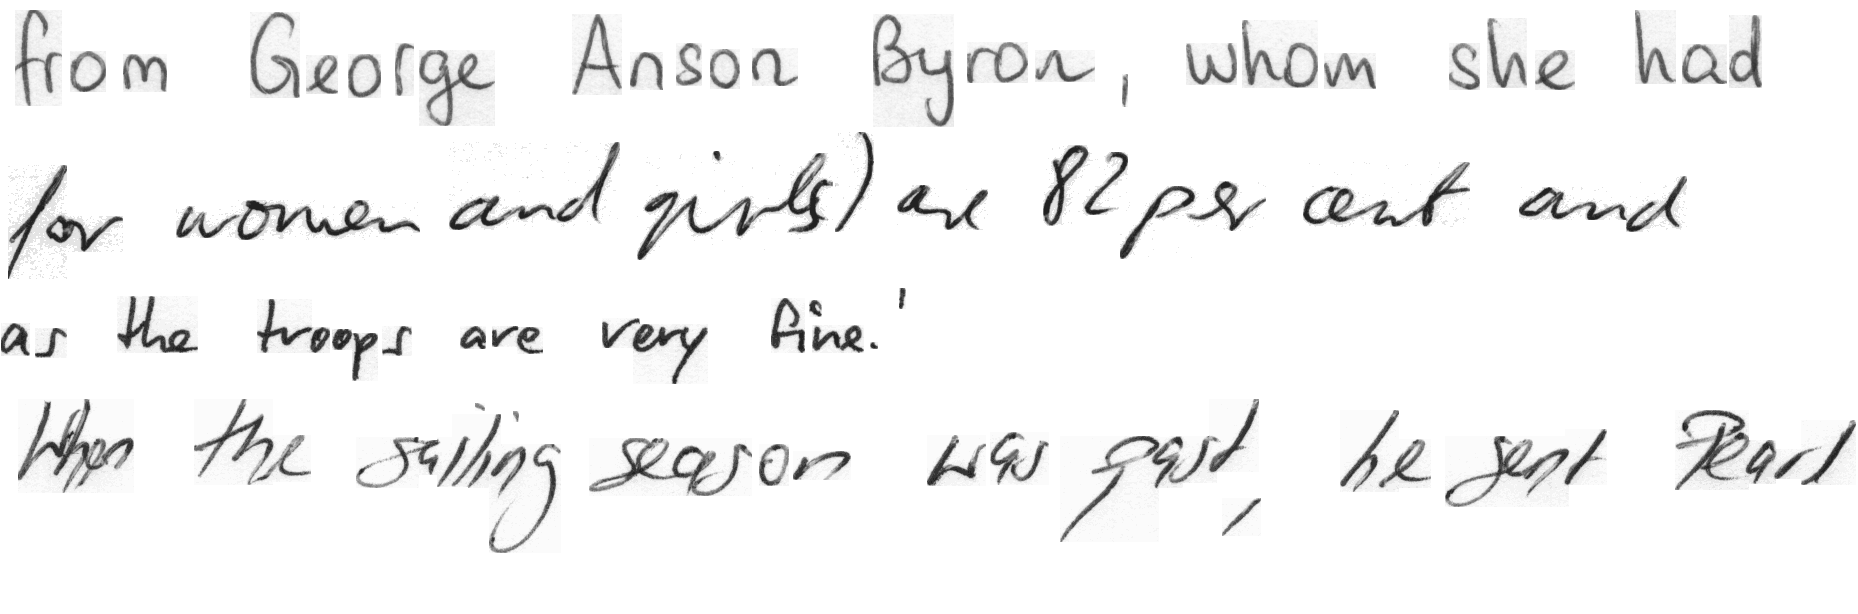 from George Anson Byron, whom she had
for women and girls) are 82 per cent and
as the troops are very fine.'
When the sailing season was past, he sent Pearl